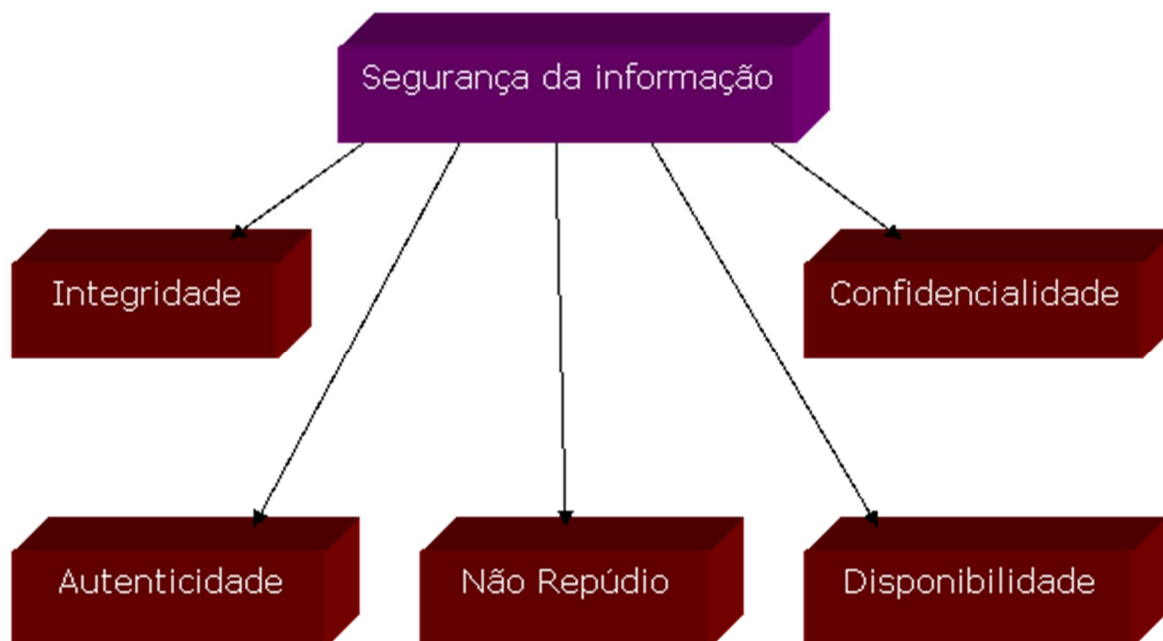 Segurança da informação
Integridade
Confidencialidade
Autenticidade
Não Repúdio
Disponibilidade